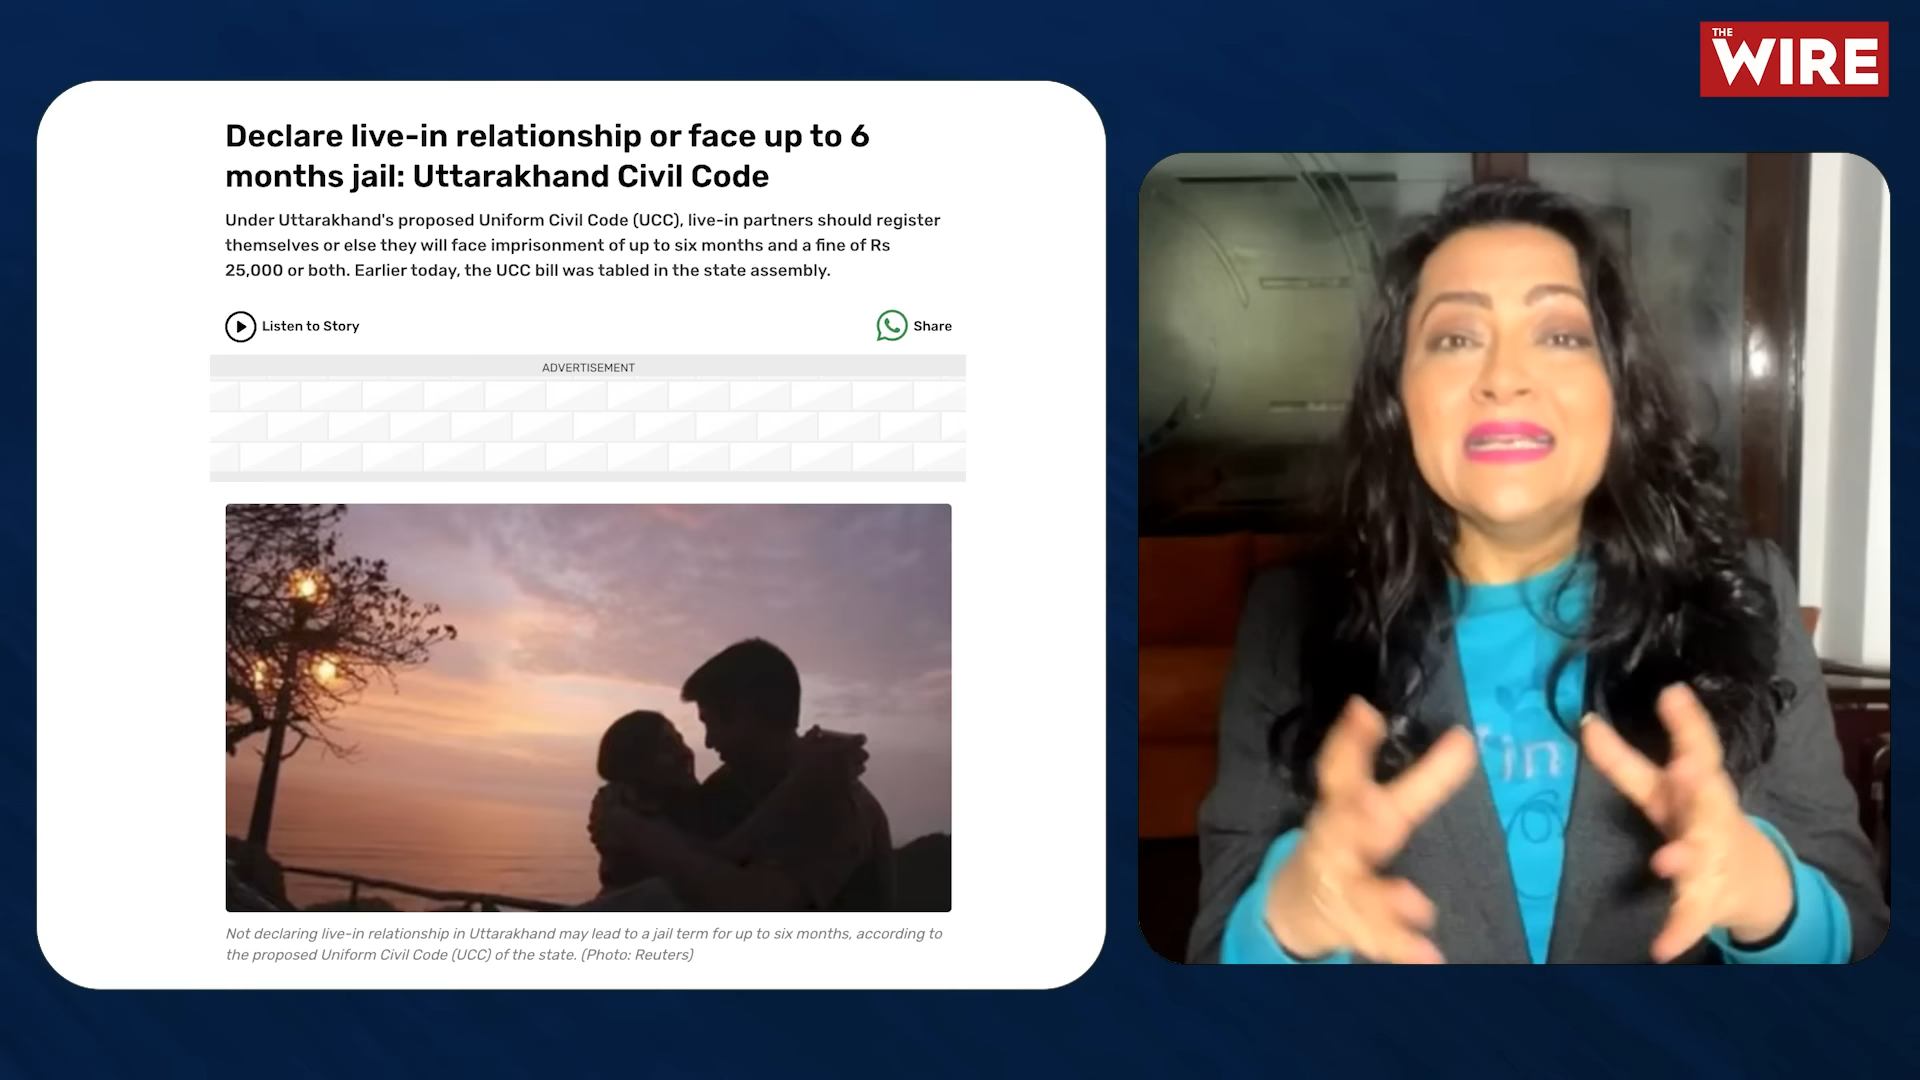 THE
WIRE
Declare live-in relationship or face up to 6
months jail: Uttarakhand Civil Code
Under Uttarakhand's proposed Uniform Civil Code (UCC), live-in partners should register
themselves or else they will face imprisonment of up to six months and a fine of Rs
25,000 or both. Earlier today, the UCC bill was tabled in the state assembly.
Listen to Story
Share
ADVERTISEMENT
Not declaring live-in relationship in Uttarakhand may lead to a jail term for up to six months, according to
the proposed Uniform Civil Code (UCC) of the state. (Photo: Reuters)